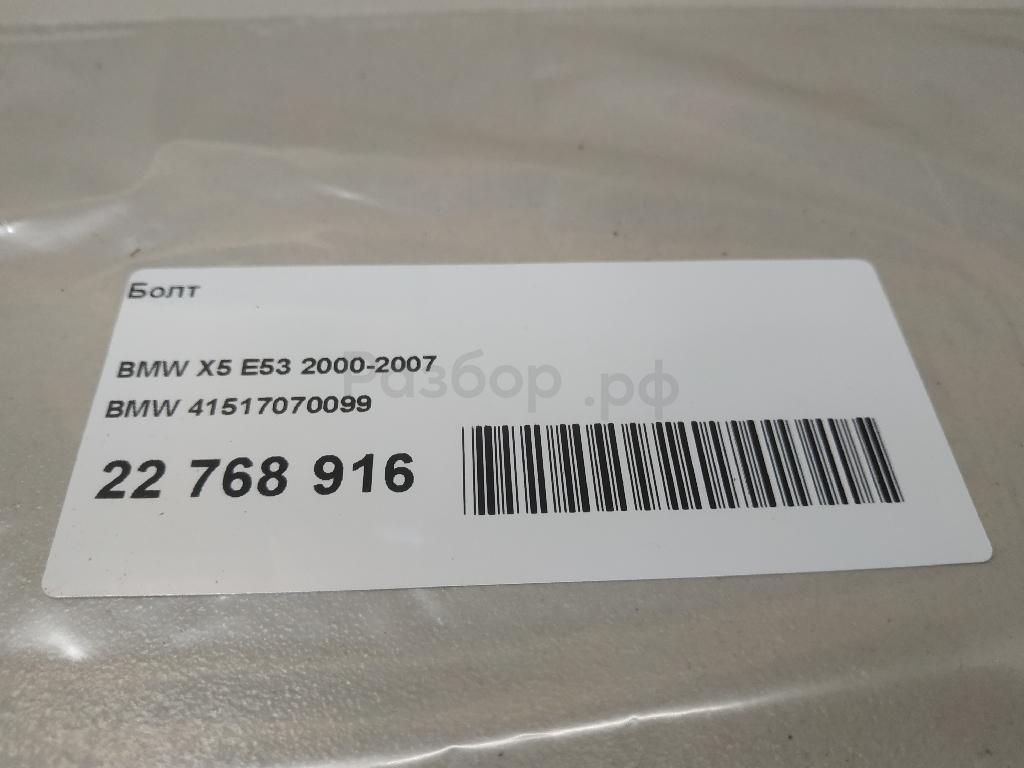 Болт
BMW X5 E53 2000-2007
BMW 41517070099
22 768 916
Разбор.рф